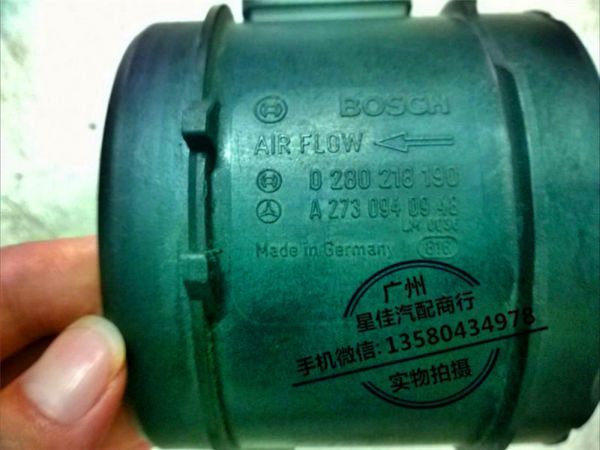 BOSCH
AIR FLOW
0 280 218 190
A 273 094 09 48
Made in Germany
广州
星佳汽配商行
手机微信:13580434978
实物拍摄